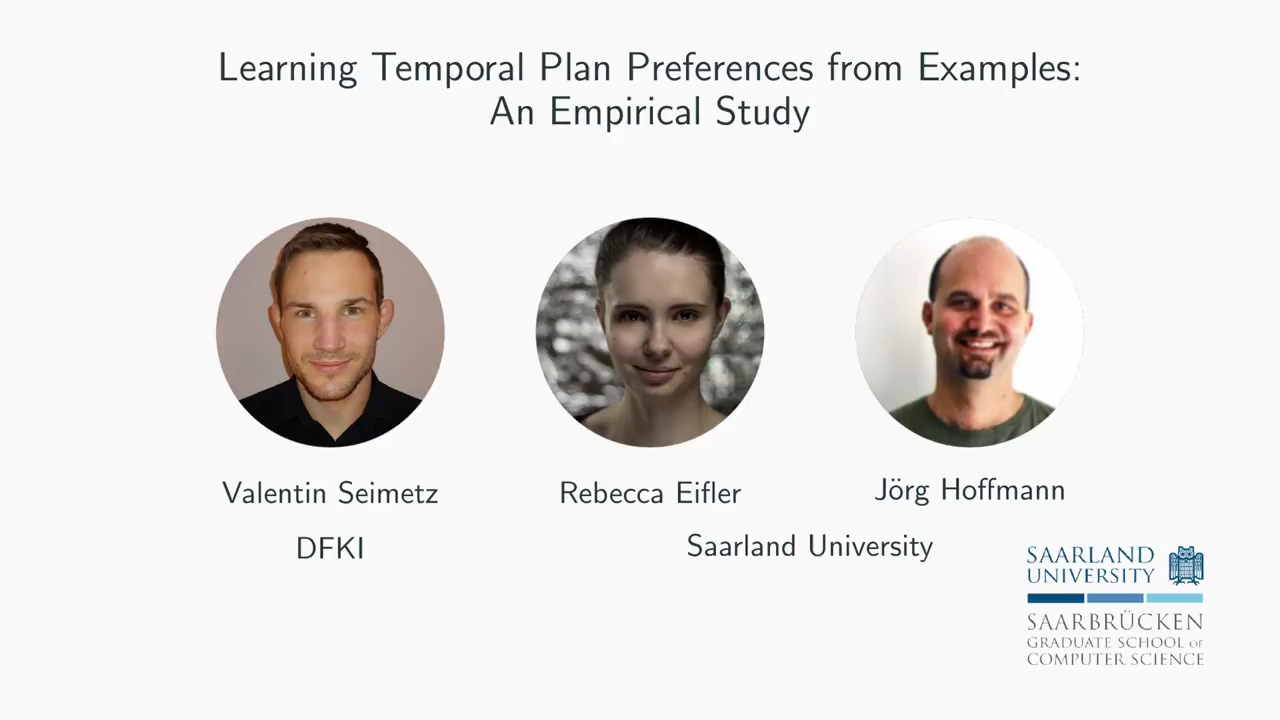 Learning Temporal Plan Preferences from Examples:
An Empirical Study
Valentin Seimetz
Rebecca Eifler
Jörg Hoffmann
DFKI
Saarland University
SAARLAND
UNIVERSITY
SAARBRÜCKEN
GRADUATE SCHOOL OF
COMPUTER SCIENCE